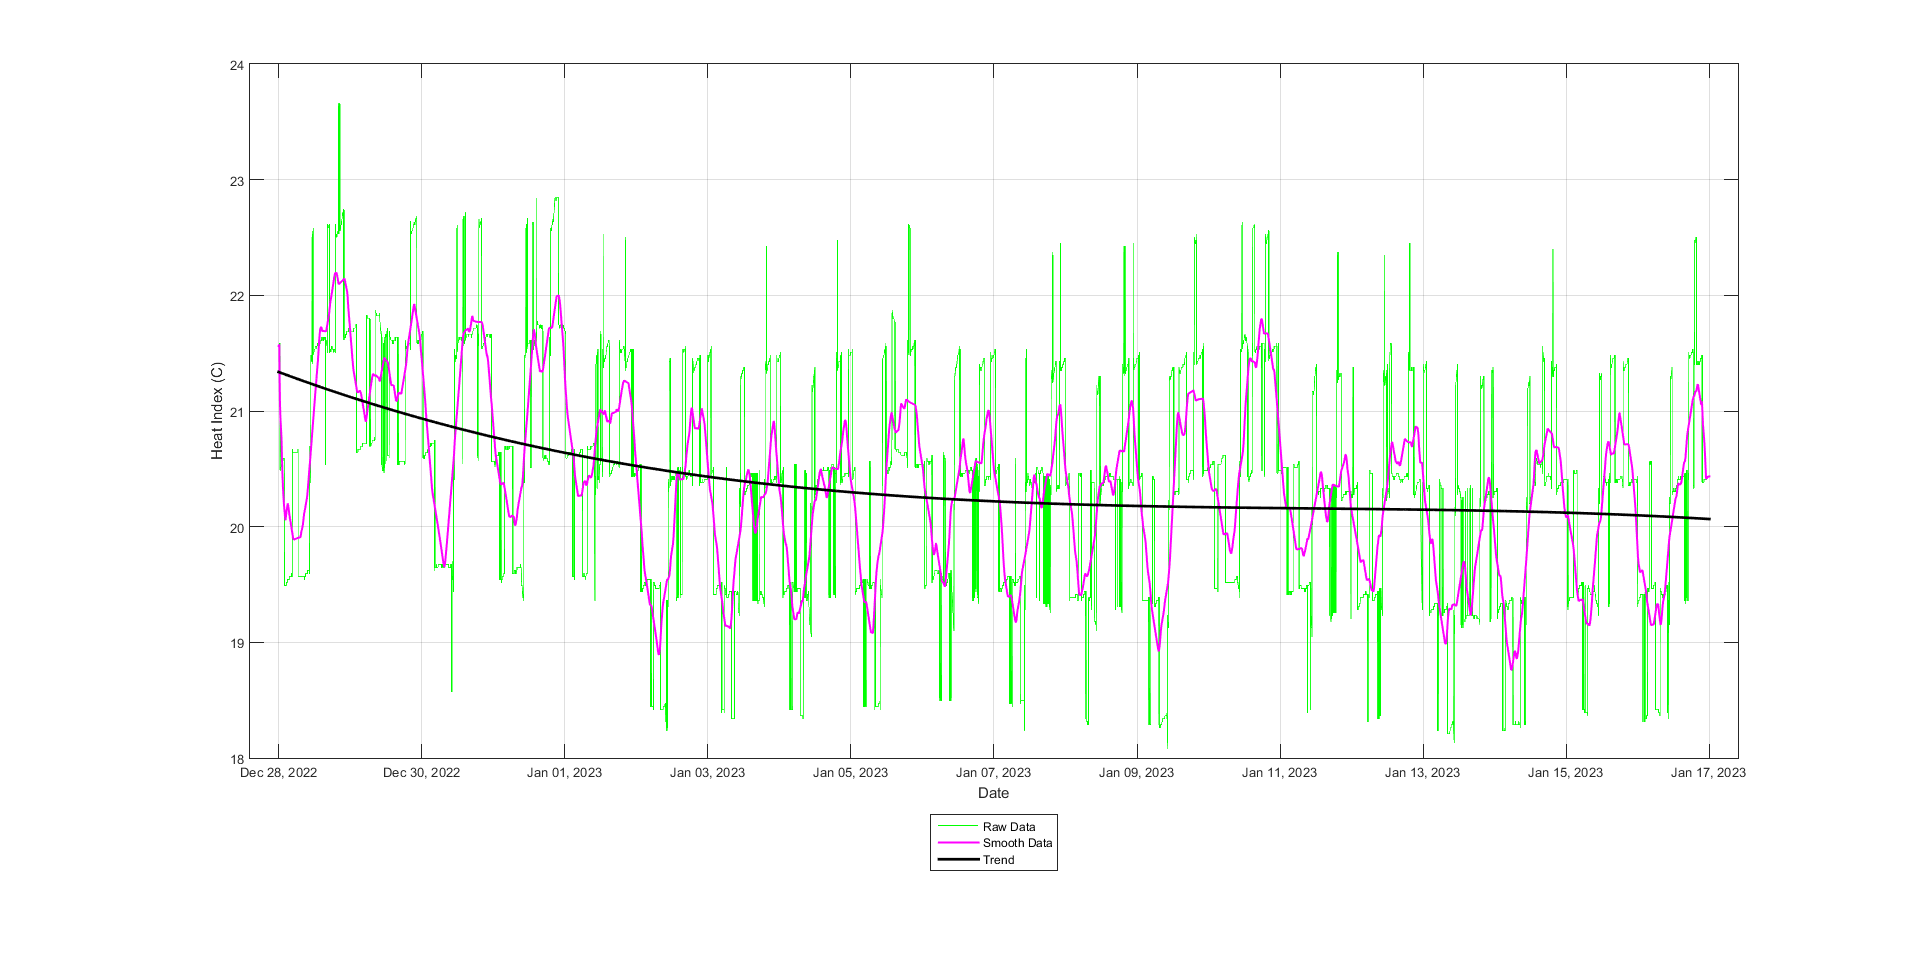 24
23
22
21
20
19
18
Heat Index (C)
Dec 28, 2022 Dec 30, 2022 Jan 01, 2023 Jan 03, 2023 Jan 05, 2023 Jan 07, 2023 Jan 09, 2023 Jan 11, 2023 Jan 13, 2023 Jan 15, 2023 Jan 17, 2023
Date
Raw Data
Smooth Data
Trend